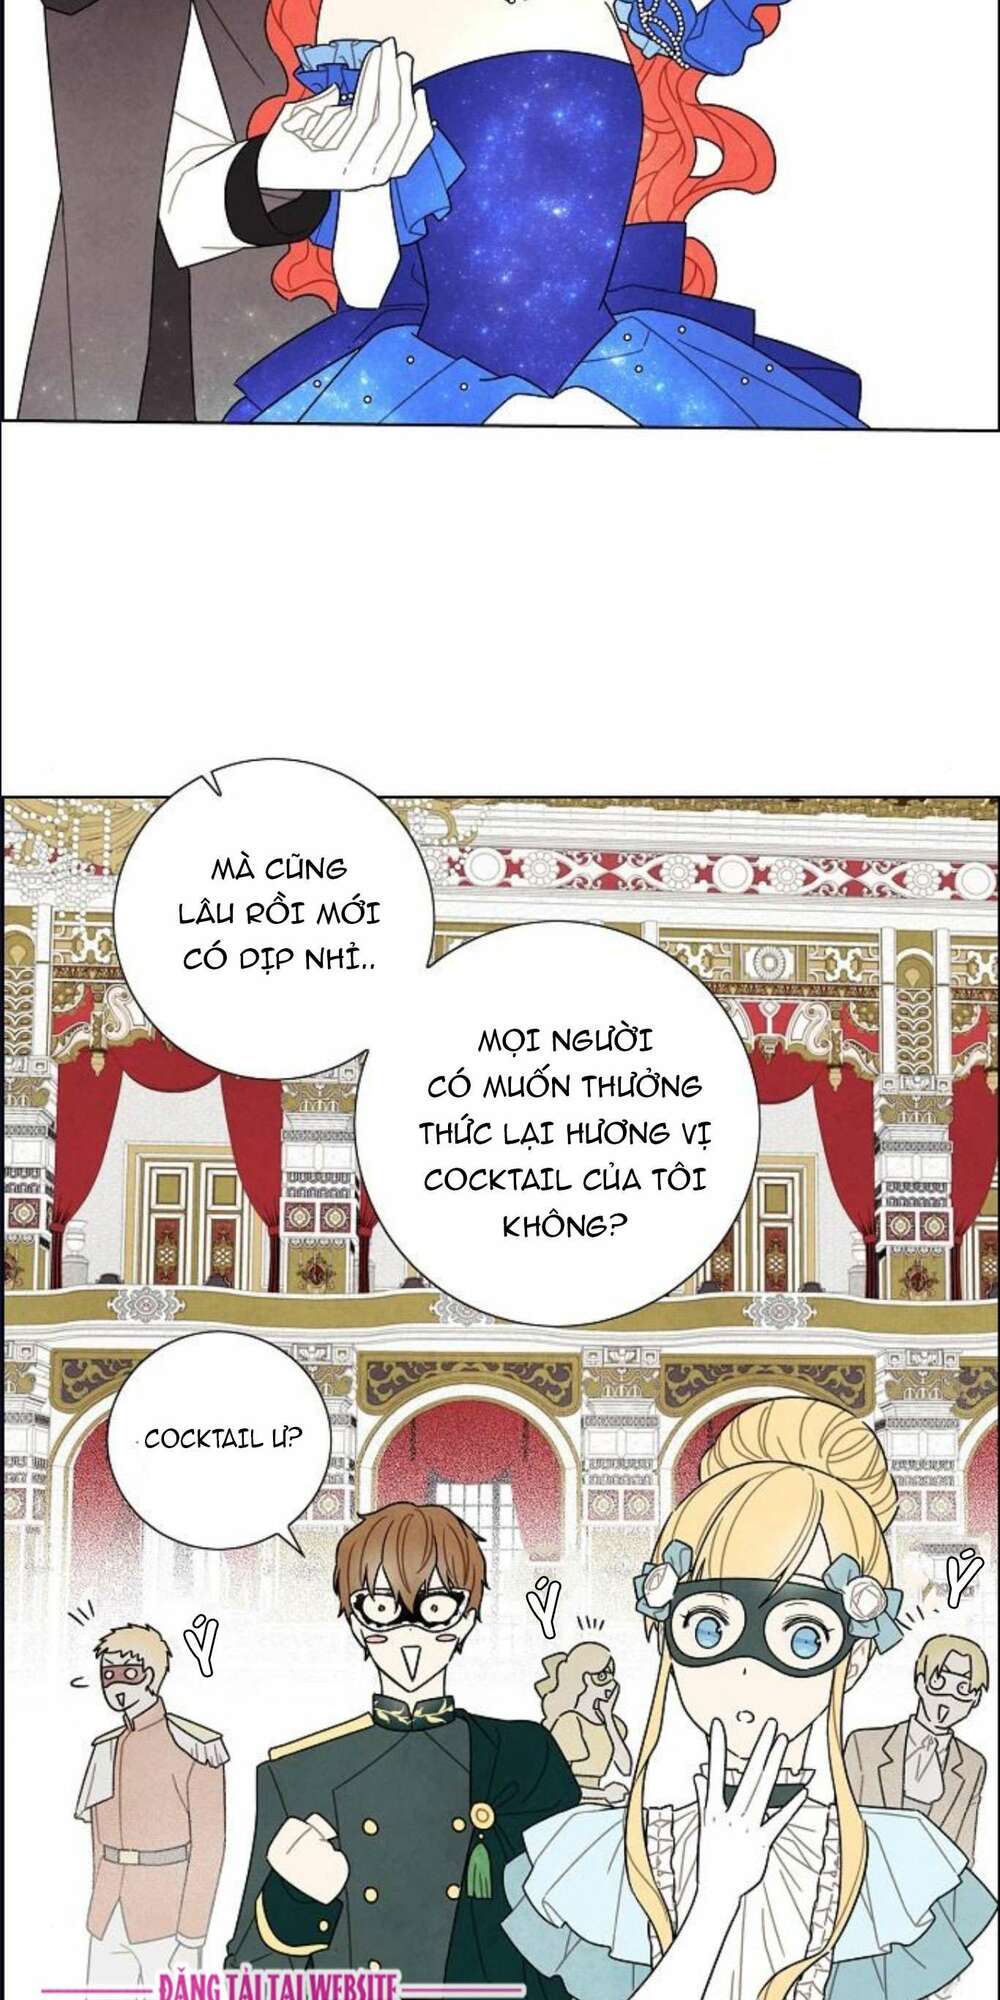 MÀ CŨNG
LÂU RỒI MỚI
CÓ DỊP NHỈ..
MỌI NGƯỜI
CÓ MUỐN THƯỞNG
THỨC LẠI HƯƠNG VỊ
COCKTAIL CỦA TÔI
KHÔNG?
COCKTAIL Ư?
ĐĂNG TẢI TẠI WEBSITE